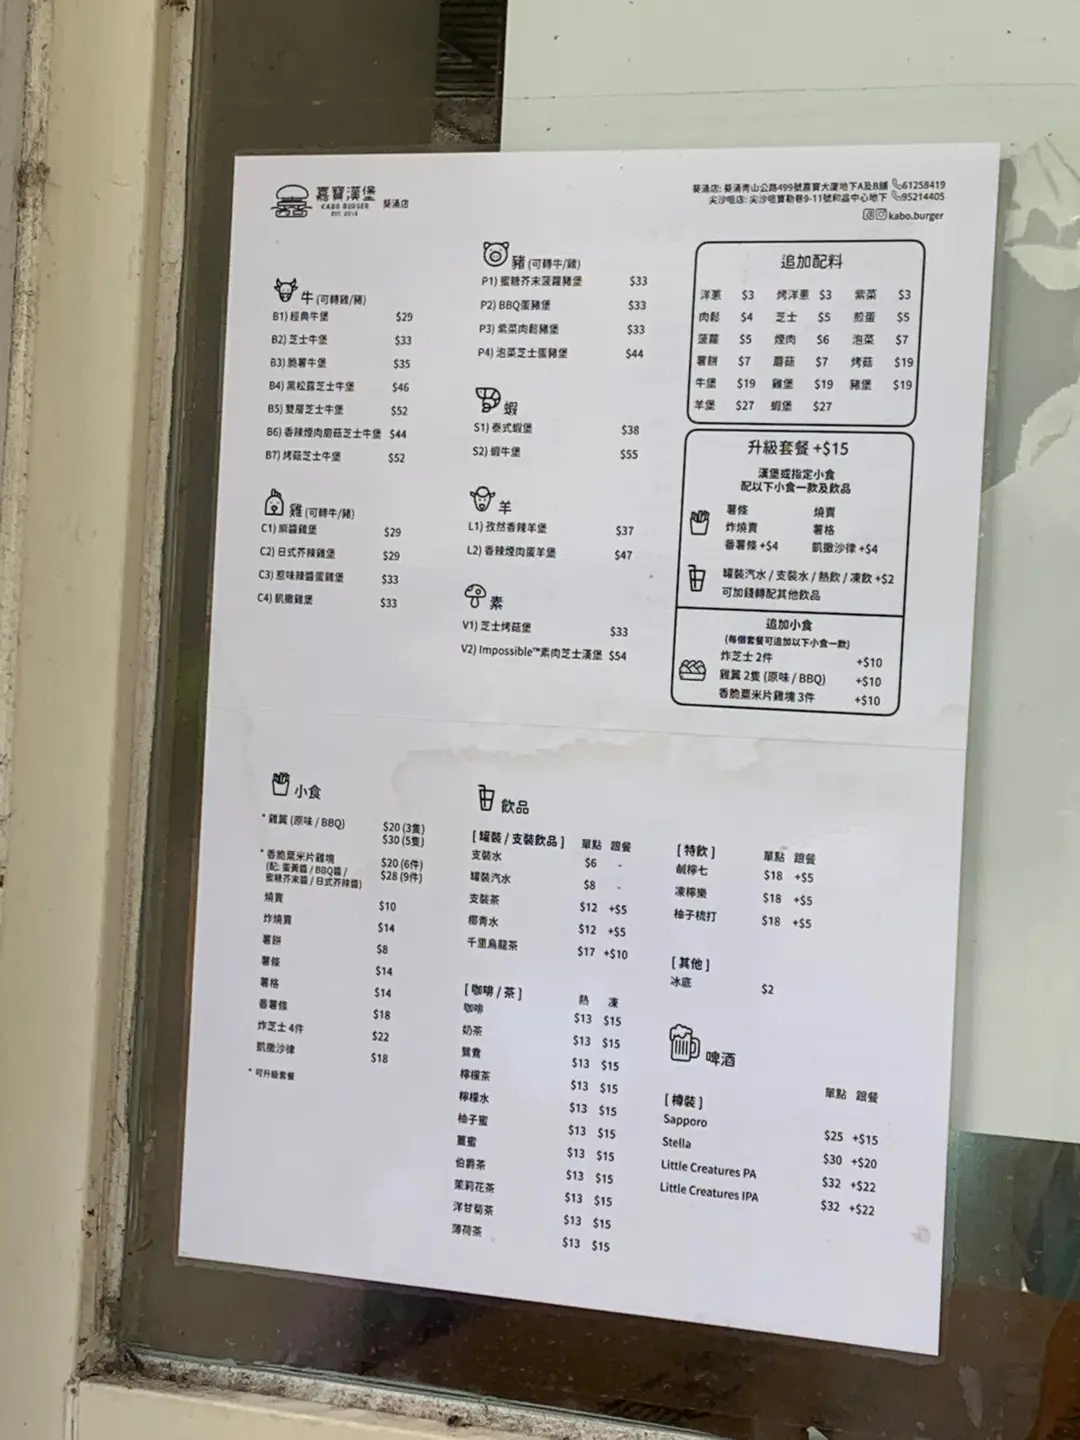 嘉寶漢堡
KABO BURGER
EST. 2016
葵涌店
葵涌店: 葵涌青山公路499號嘉寶大廈地下A及B舖 61258419
尖沙咀店: 尖沙咀寶勒巷9-11號和益中心地下 95214405
kabo.burger
牛 (可轉雞/豬)
B1) 經典牛堡 $29
B2) 芝士牛堡 $33
B3) 脆薯牛堡 $35
B4) 黑松露芝士牛堡 $46
B5) 雙層芝士牛堡 $52
B6) 香辣煙肉磨菇芝士牛堡 $44
B7) 烤菇芝士牛堡 $52
雞 (可轉牛/豬)
C1) 焗醬雞堡 $29
C2) 日式芥辣雞堡 $29
C3) 惹味辣醬蛋雞堡 $33
C4) 凱撒雞堡 $33
豬 (可轉牛/雞)
P1) 蜜糖芥末菠蘿豬堡 $33
P2) BBQ蛋豬堡 $33
P3) 紫菜肉鬆豬堡 $33
P4) 泡菜芝士蛋豬堡 $44
蝦
S1) 泰式蝦堡 $38
S2) 蝦牛堡 $55
羊
L1) 孜然香辣羊堡 $37
L2) 香辣煙肉蛋羊堡 $47
素
V1) 芝士烤菇堡 $33
V2) Impossible™素肉芝士漢堡 $54
追加配料
洋蔥 $3 烤洋蔥 $3 紫菜 $3
肉鬆 $4 芝士 $5 煎蛋 $5
菠蘿 $5 煙肉 $6 泡菜 $7
薯餅 $7 蘑菇 $7 烤菇 $19
牛堡 $19 雞堡 $19 豬堡 $19
羊堡 $27 蝦堡 $27
升級套餐 +$15
漢堡或指定小食
配以下小食一款及飲品
薯條 燒賣
炸燒賣 薯格
番薯條 +$4 凱撒沙律 +$4
罐裝汽水 / 支裝水 / 熱飲 / 凍飲 +$2
可加錢轉配其他飲品
追加小食
(每個套餐可追加以下小食一款)
炸芝士 2件 +$10
雞翼 2隻 (原味 / BBQ) +$10
香脆粟米片雞塊 3件 +$10
小食
* 雞翼 (原味 / BBQ) $20 (3隻)
$30 (5隻)
* 香脆粟米片雞塊 $20 (6件)
(配: 蛋黃醬 / BBQ醬 / $28 (9件)
蜜糖芥末醬 / 日式芥辣醬)
燒賣 $10
炸燒賣 $14
薯餅 $8
薯條 $14
薯格 $14
番薯條 $18
炸芝士 4件 $22
凱撒沙律 $18
* 可升級套餐
飲品
[ 罐裝 / 支裝飲品 ] 單點 跟餐
支裝水 $6 -
罐裝汽水 $8 -
支裝茶 $12 +$5
椰青水 $12 +$5
千里烏龍茶 $17 +$10
[ 咖啡 / 茶 ] 熱 凍
咖啡 $13 $15
奶茶 $13 $15
鴛鴦 $13 $15
檸檬茶 $13 $15
檸檬水 $13 $15
柚子蜜 $13 $15
薑蜜 $13 $15
伯爵茶 $13 $15
茉莉花茶 $13 $15
洋甘菊茶 $13 $15
薄荷茶 $13 $15
[ 特飲 ] 單點 跟餐
鹹檸七 $18 +$5
凍檸樂 $18 +$5
柚子梳打 $18 +$5
[ 其他 ]
冰底 $2
啤酒
單點 跟餐
[ 樽裝 ]
Sapporo $25 +$15
Stella $30 +$20
Little Creatures PA $32 +$22
Little Creatures IPA $32 +$22